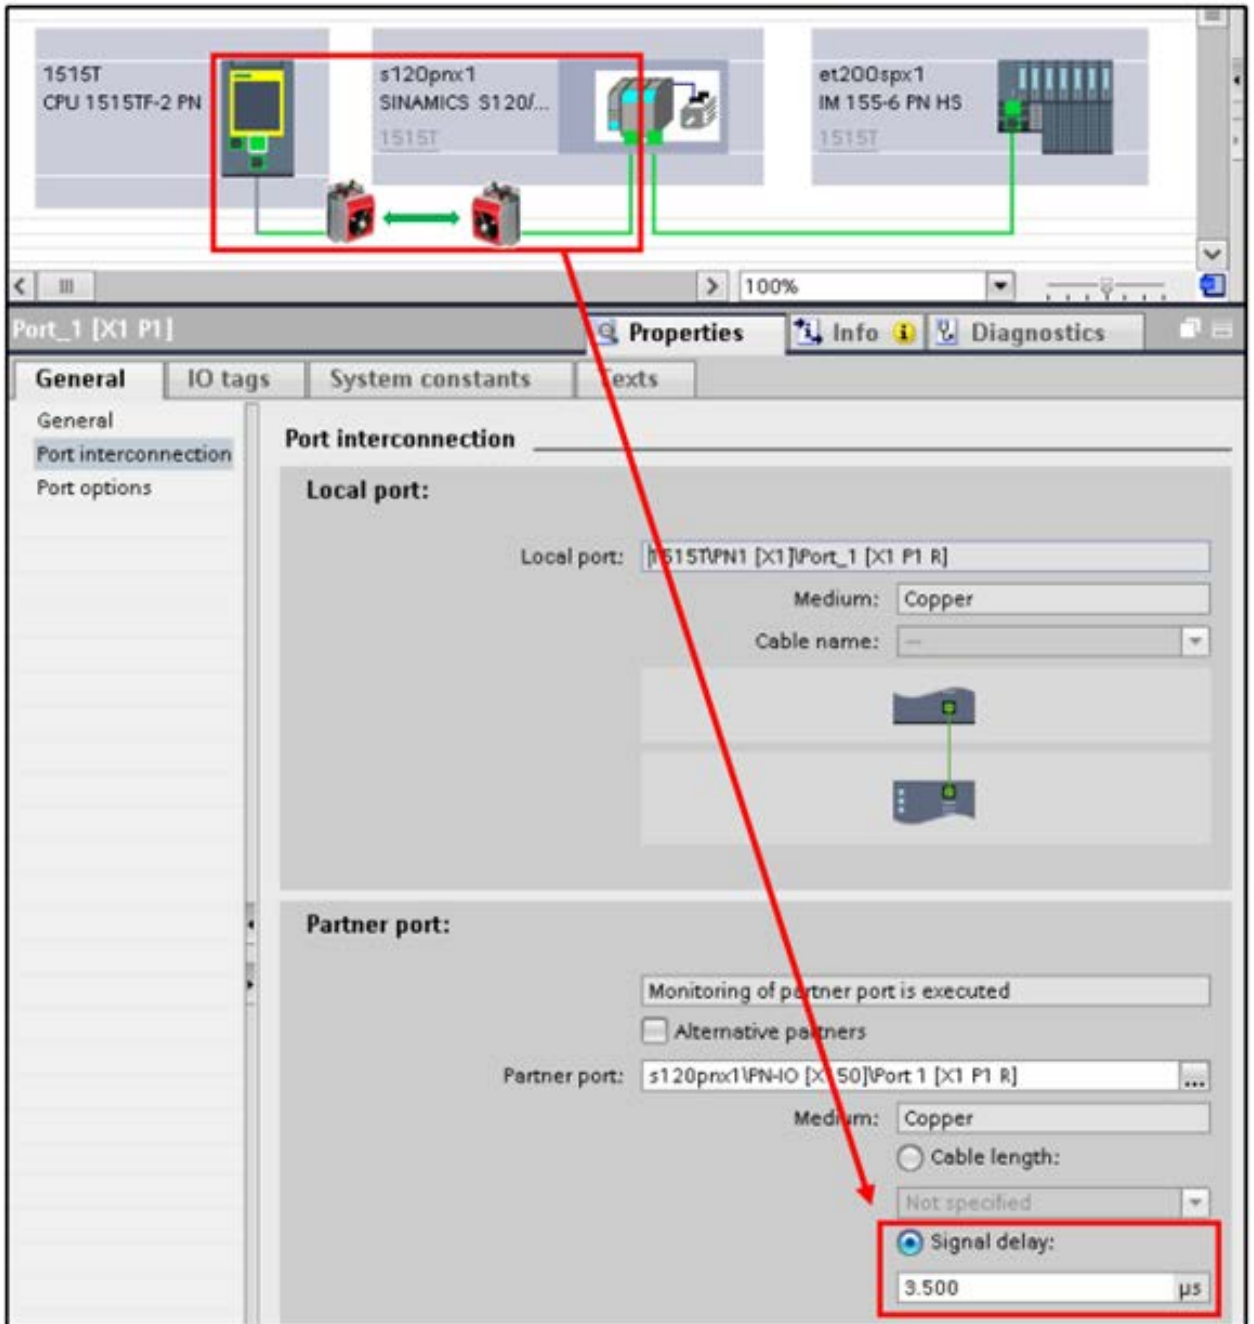 1515T
CPU 1515TF-2 PN
s120pnx1
SINAMICS S120/...
1515T
et200spx1
IM 155-6 PN HS
1515T
100%
Port_1 [X1 P1]
Properties
Info
Diagnostics
General
IO tags
System constants
Texts
General
Port interconnection
Port options
Port interconnection
Local port:
Local port: 1515T\PN1 [X1]\Port_1 [X1 P1 R]
Medium: Copper
Cable name: ---
Partner port:
Monitoring of partner port is executed
Alternative partners
Partner port: s120pnx1\PN-IO [X150]\Port 1 [X1 P1 R] ...
Medium: Copper
Cable length:
Not specified
Signal delay:
3.500 µs